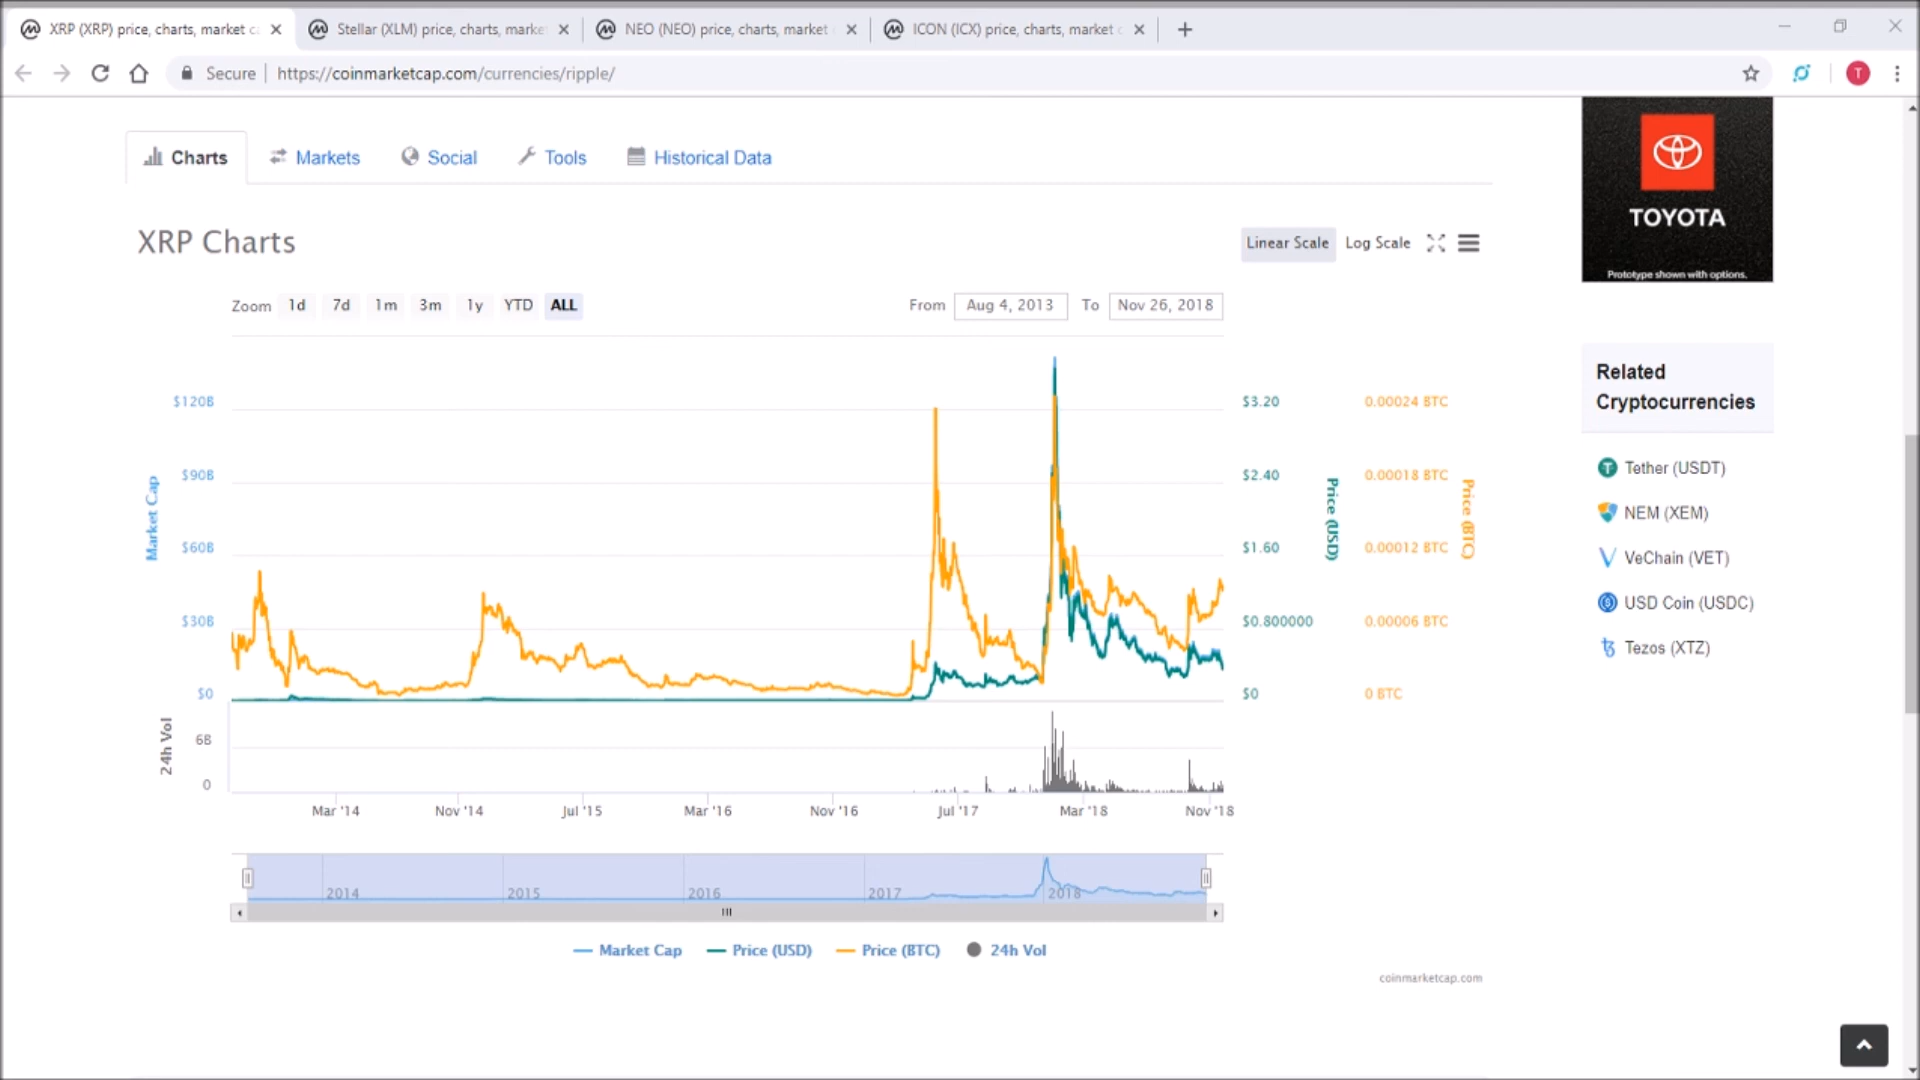 XRP (XRP) price, charts, market c
Stellar (XLM) price, charts, marke
NEO (NEO) price, charts, market
ICON (ICX) price, charts, market c
Secure
https://coinmarketcap.com/currencies/ripple/
T
Charts
Markets
Social
Tools
Historical Data
TOYOTA
Prototype shown with options.
XRP Charts
Linear Scale
Log Scale
Zoom 1d 7d 1m 3m 1y YTD ALL
From Aug 4, 2013 To Nov 26, 2018
Related
Cryptocurrencies
Tether (USDT)
NEM (XEM)
VeChain (VET)
USD Coin (USDC)
Tezos (XTZ)
Market Cap
$120B
$90B
$60B
$30B
$0
$3.20
$2.40
$1.60
$0.800000
$0
Price (USD)
0.00024 BTC
0.00018 BTC
0.00012 BTC
0.00006 BTC
0 BTC
Price (BTC)
24h Vol
6B
0
Mar '14 Nov '14 Jul '15 Mar '16 Nov '16 Jul '17 Mar '18 Nov '18
2014 2015 2016 2017 2018
Market Cap Price (USD) Price (BTC) 24h Vol
coinmarketcap.com